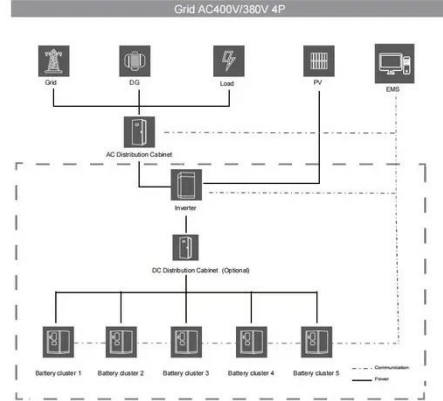 Grid AC400V/380V 4P
Grid
DG
Load
PV
EMS
AC Distribution Cabinet
Inverter
DC Distribution Cabinet (Optional)
Battery cluster 1
Battery cluster 2
Battery cluster 3
Battery cluster 4
Battery cluster 5
Communication
Power